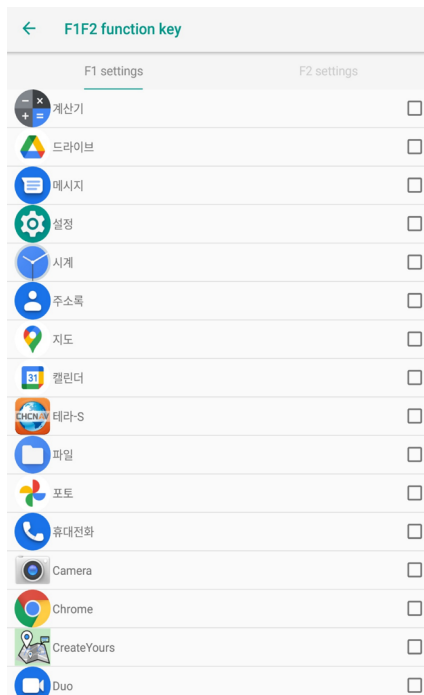 F1F2 function key
F1 settings
F2 settings
계산기
드라이브
메시지
설정
시계
주소록
지도
31
캘린더
CHCNAV
테라-S
파일
포토
휴대전화
Camera
Chrome
CreateYours
Duo